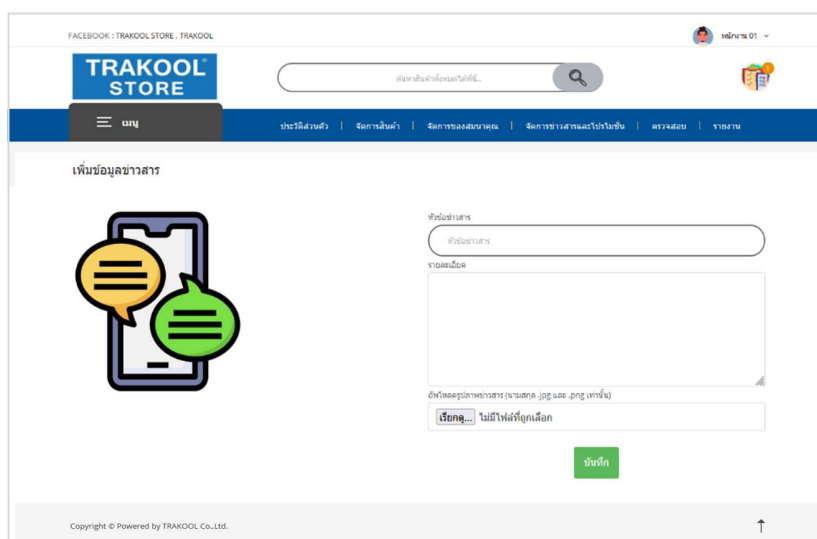 FACEBOOK : TRAKOOL STORE , TRAKOOL
พนักงาน 01
TRAKOOL
STORE
ค้นหาสินค้าทั้งหมดได้ที่นี่..
1
เมนู
ประวัติส่วนตัว | จัดการสินค้า | จัดการของสมนาคุณ | จัดการข่าวสารและโปรโมชั่น | ตรวจสอบ | รายงาน
เพิ่มข้อมูลข่าวสาร
หัวข้อข่าวสาร
หัวข้อข่าวสาร
รายละเอียด
อัพโหลดรูปภาพข่าวสาร (นามสกุล .jpg และ .png เท่านั้น)
เรียกดู... ไม่มีไฟล์ที่ถูกเลือก
บันทึก
Copyright © Powered by TRAKOOL Co.,Ltd.